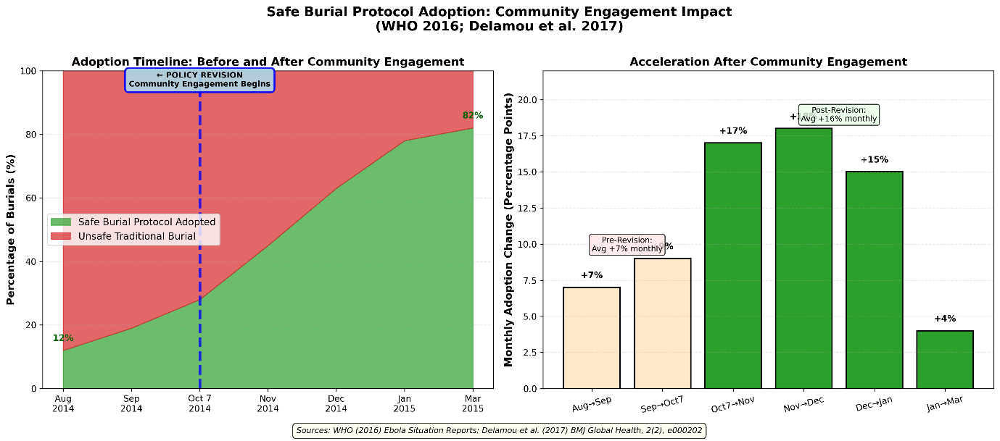 Safe Burial Protocol Adoption: Community Engagement Impact
(WHO 2016; Delamou et al. 2017)
Adoption Timeline: Before and After Community Engagement
← POLICY REVISION
Community Engagement Begins
Percentage of Burials (%)
100
80
60
40
20
0
82%
12%
Safe Burial Protocol Adopted
Unsafe Traditional Burial
Aug
2014
Sep
2014
Oct 7
2014
Nov
2014
Dec
2014
Jan
2015
Mar
2015
Acceleration After Community Engagement
Monthly Adoption Change (Percentage Points)
20.0
17.5
15.0
12.5
10.0
7.5
5.0
2.5
0.0
Pre-Revision:
Avg +7% monthly
Post-Revision:
Avg +16% monthly
+7%
+17%
+15%
+4%
Aug→Sep
Sep→Oct7
Oct7→Nov
Nov→Dec
Dec→Jan
Jan→Mar
Sources: WHO (2016) Ebola Situation Reports; Delamou et al. (2017) BMJ Global Health, 2(2), e000202